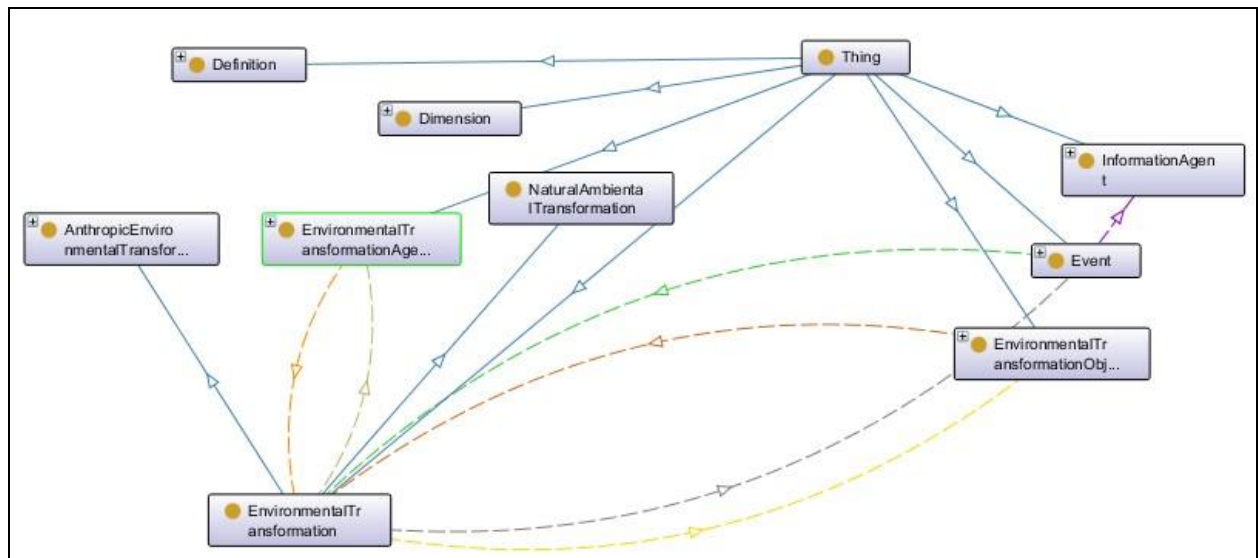 Thing
Definition
Dimension
InformationAgen
t
NaturalAmbienta
lTransformation
AnthropicEnviro
nmentalTransfor...
EnvironmentalTr
ansformationAge...
Event
EnvironmentalTr
ansformationObj...
EnvironmentalTr
ansformation